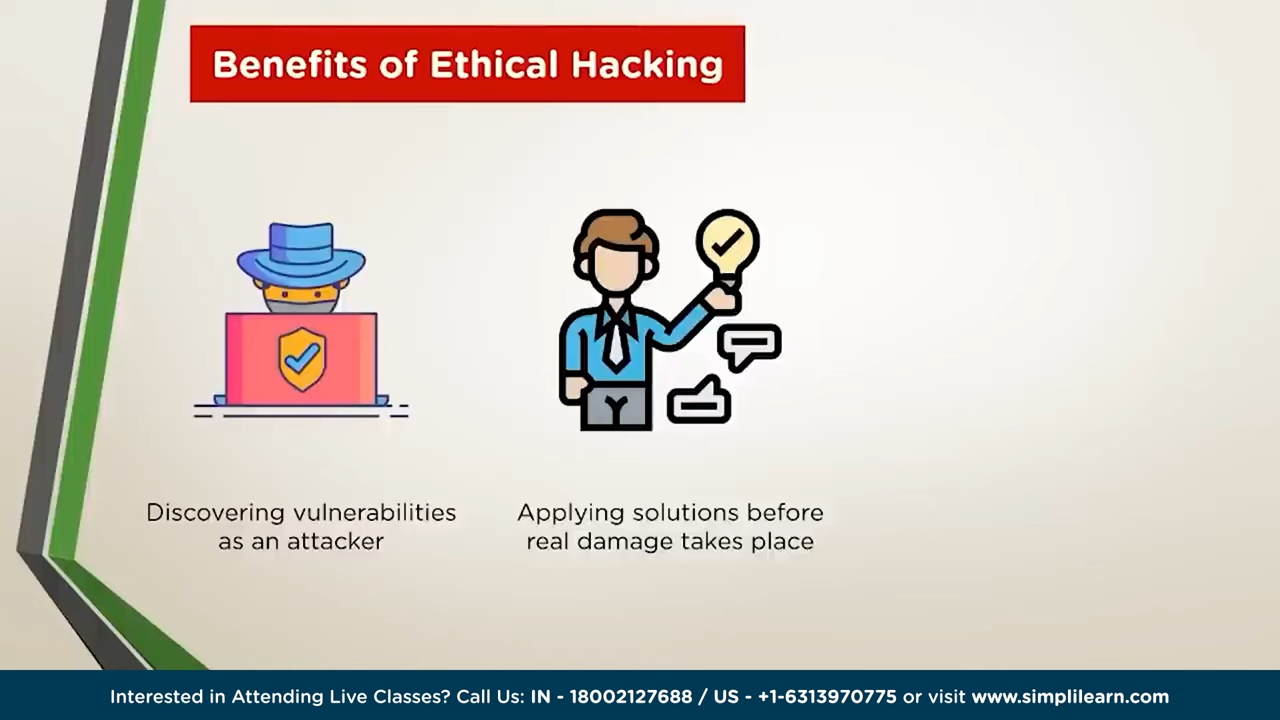 Benefits of Ethical Hacking
Discovering vulnerabilities
as an attacker
Applying solutions before
real damage takes place
Interested in Attending Live Classes? Call Us: IN - 18002127688 / US - +1-6313970775 or visit www.simplilearn.com